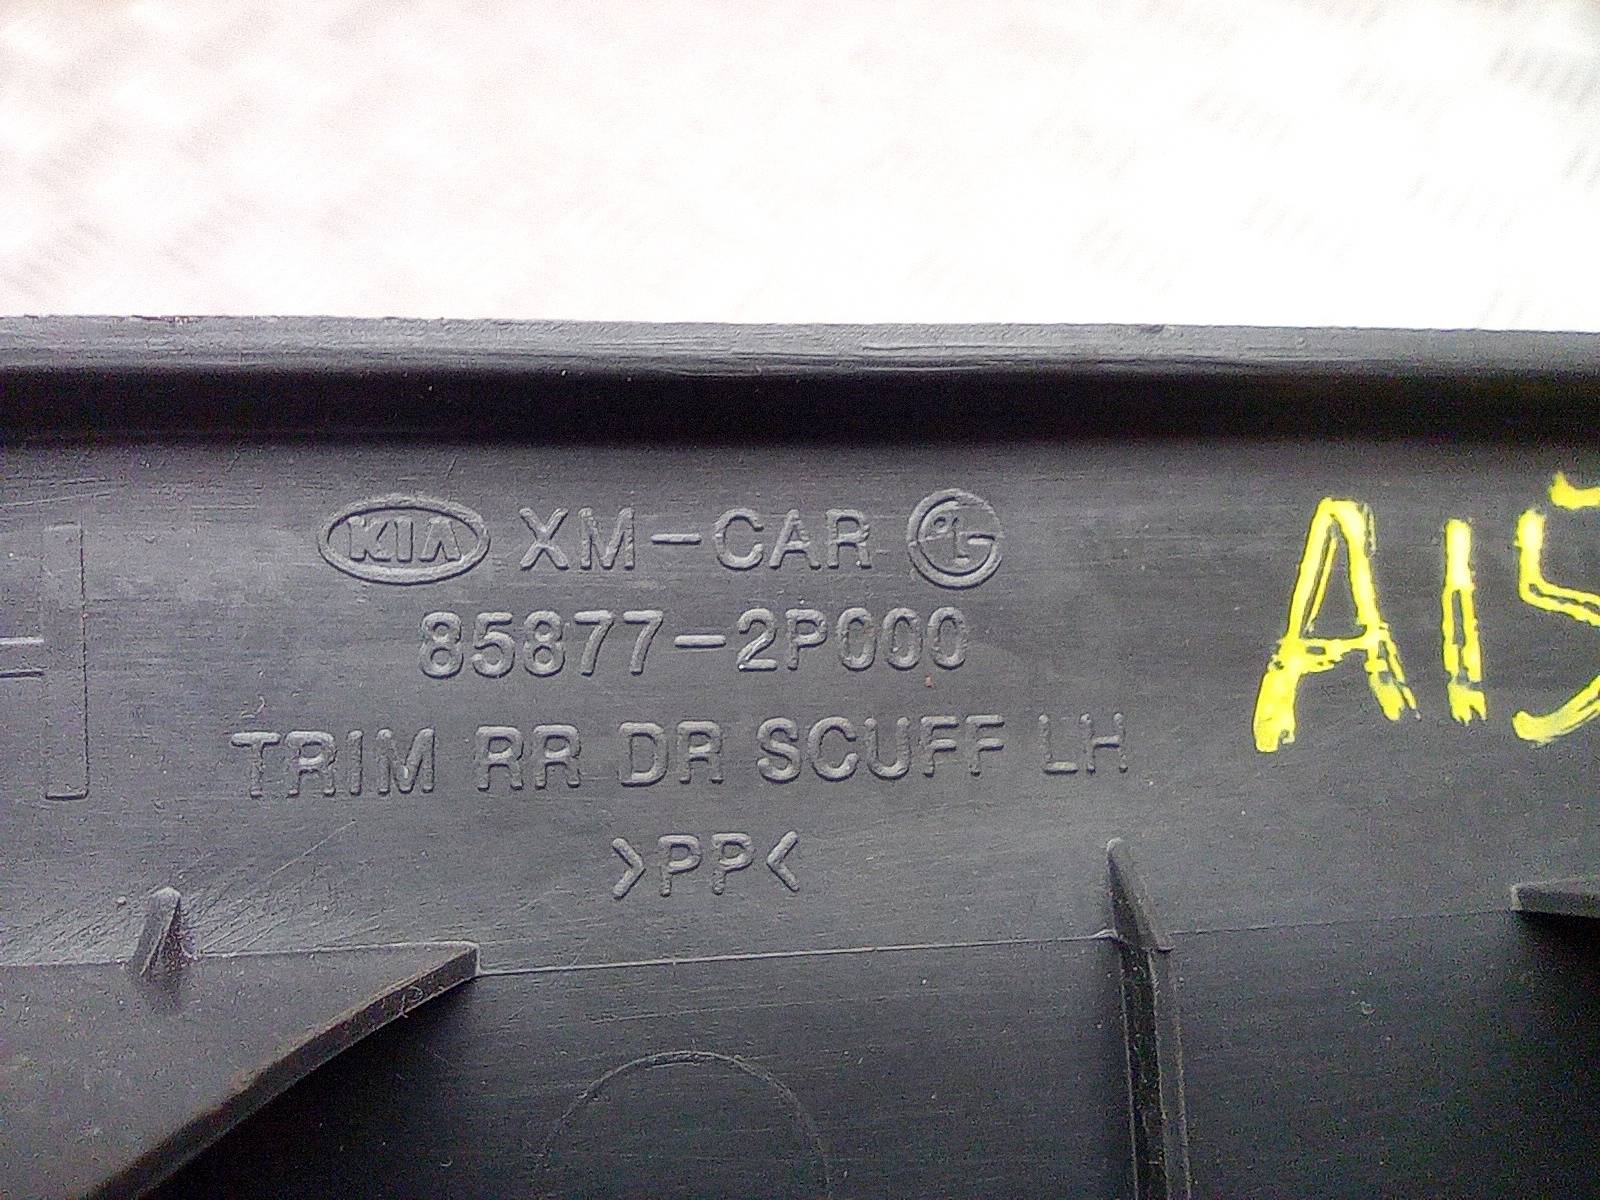 KIA XM-CAR
85877-2P000
TRIM RR DR SCUFF LH
>PP<
A15